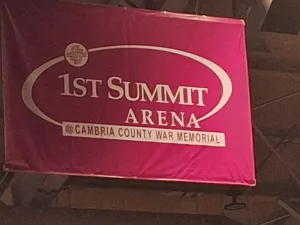 1ST SUMMIT
ARENA
@ CAMBRIA COUNTY WAR MEMORIAL